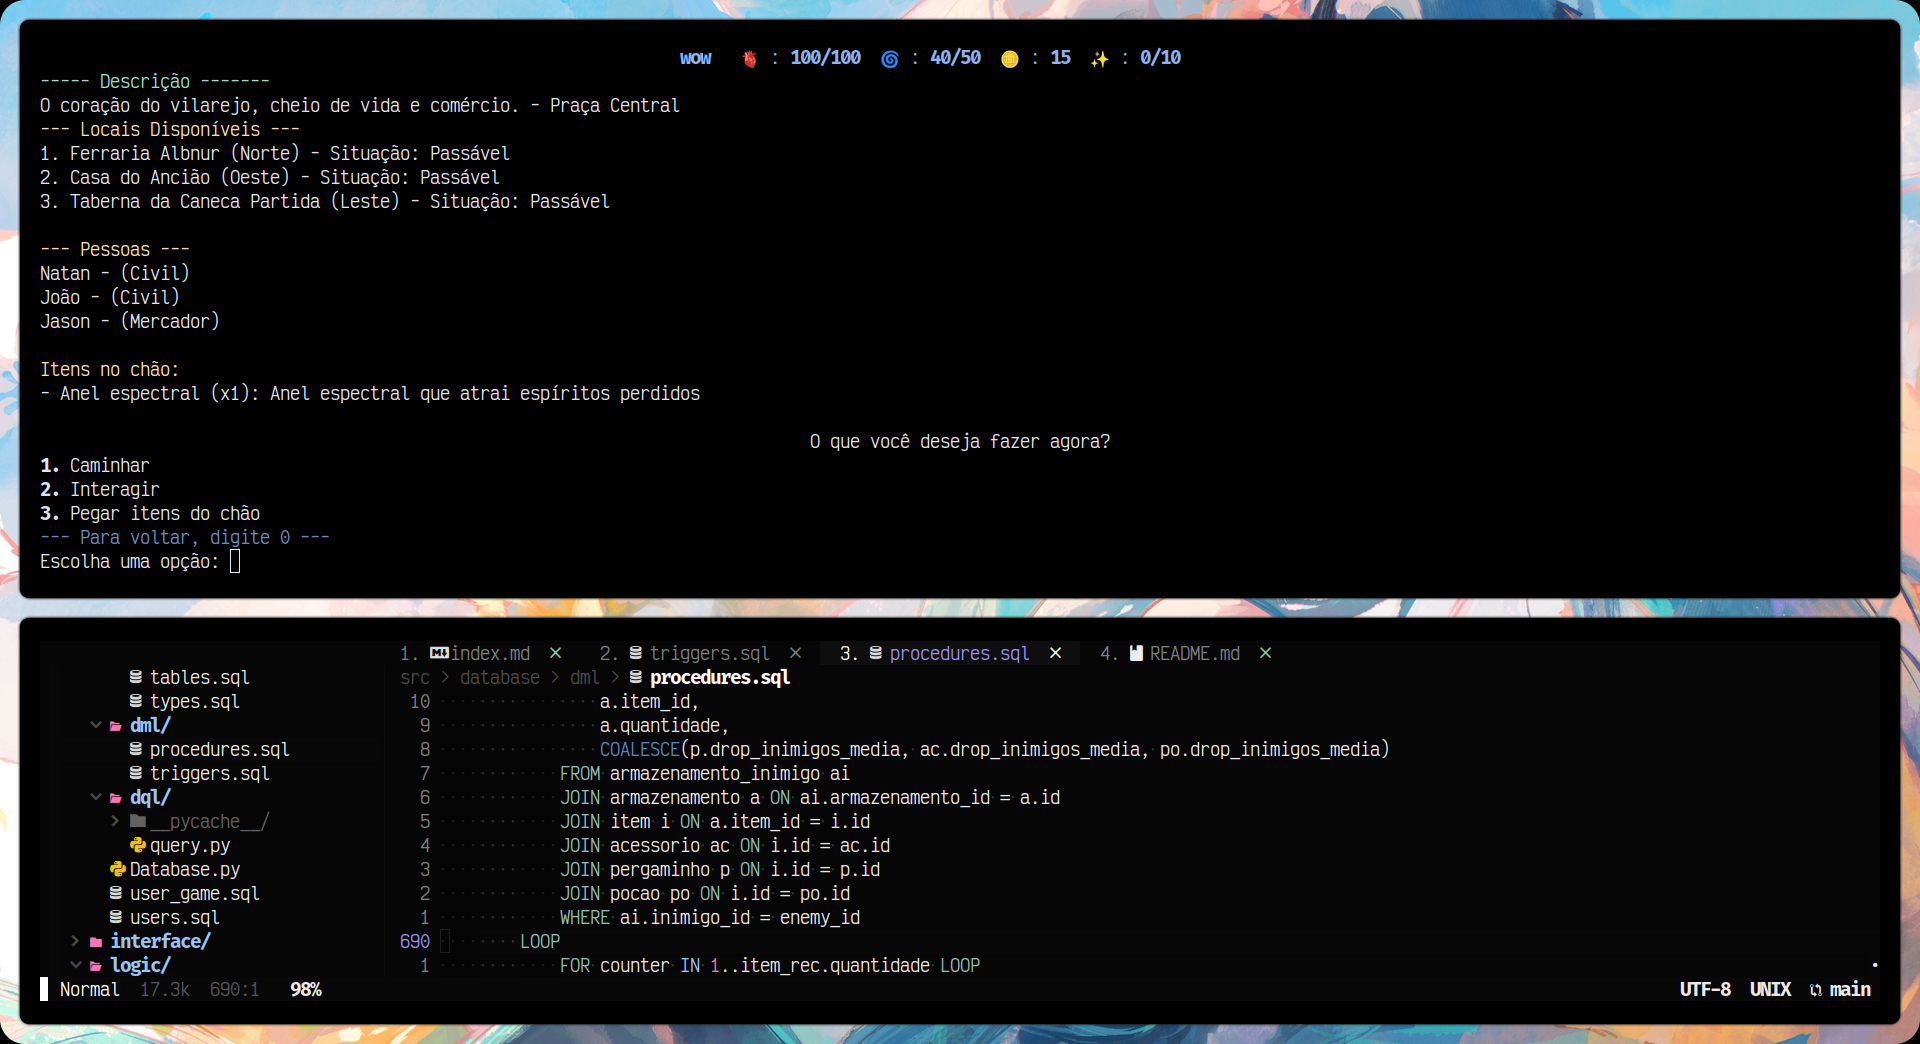 wow 🫀 : 100/100 🌀 : 40/50 🪙 : 15 ✨ : 0/10
----- Descrição -------
O coração do vilarejo, cheio de vida e comércio. - Praça Central
--- Locais Disponíveis ---
1. Ferraria Albnur (Norte) - Situação: Passável
2. Casa do Ancião (Oeste) - Situação: Passável
3. Taberna da Caneca Partida (Leste) - Situação: Passável
--- Pessoas ---
Natan - (Civil)
João - (Civil)
Jason - (Mercador)
Itens no chão:
- Anel espectral (x1): Anel espectral que atrai espíritos perdidos
O que você deseja fazer agora?
1. Caminhar
2. Interagir
3. Pegar itens do chão
--- Para voltar, digite 0 ---
Escolha uma opção:
1. index.md × 2. triggers.sql × 3. procedures.sql × 4. README.md ×
tables.sql
types.sql
dml/
procedures.sql
triggers.sql
dql/
__pycache__/
query.py
Database.py
user_game.sql
users.sql
interface/
logic/
src > database > dml > procedures.sql
10 a.item_id,
9 a.quantidade,
8 COALESCE(p.drop_inimigos_media, ac.drop_inimigos_media, po.drop_inimigos_media)
7 FROM armazenamento_inimigo ai
6 JOIN armazenamento a ON ai.armazenamento_id = a.id
5 JOIN item i ON a.item_id = i.id
4 JOIN acessorio ac ON i.id = ac.id
3 JOIN pergaminho p ON i.id = p.id
2 JOIN pocao po ON i.id = po.id
1 WHERE ai.inimigo_id = enemy_id
690 LOOP
1 FOR counter IN 1..item_rec.quantidade LOOP
Normal 17.3k 690:1 98% UTF-8 UNIX main